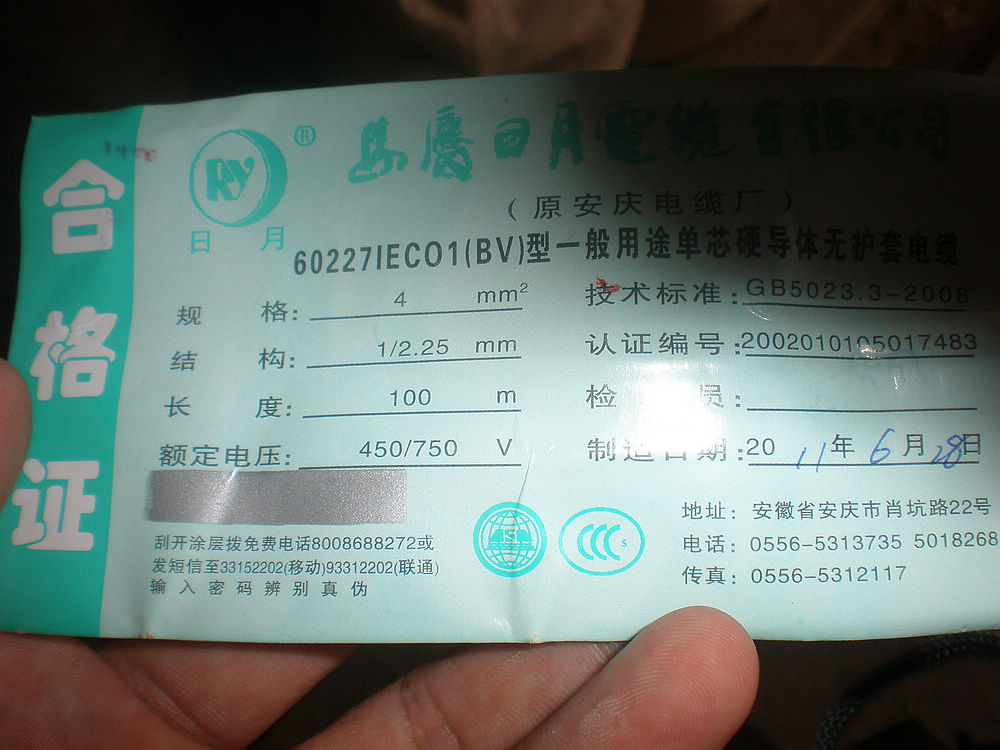 合格证
RY®
日月
安慶日月電纜有限公司
(原安庆电缆厂)
60227IEC01(BV)型一般用途单芯硬导体无护套电缆
规格: 4 mm²
结构: 1/2.25 mm
长度: 100 m
额定电压: 450/750 V
技术标准: GB5023.3-2008
认证编号: 2002010105017483
检 员:
制造日期: 2011年6月28日
刮开涂层拨免费电话8008688272或
发短信至33152202(移动)93312202(联通)
输入密码辨别真伪
CCC S
地址: 安徽省安庆市肖坑路22号
电话: 0556-5313735 5018268
传真: 0556-5312117